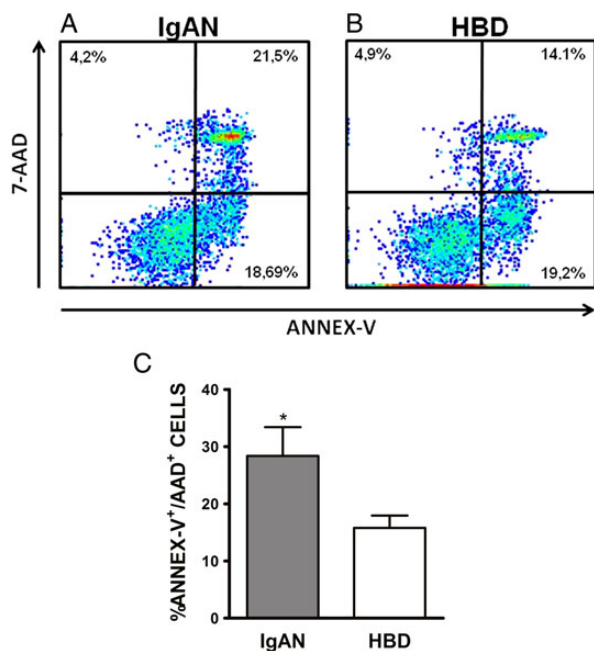 A IgAN
B HBD
4,2% 21,5%
4,9% 14.1%
7-AAD
18,69%
19,2%
ANNEX-V
C
%ANNEX-V+/AAD+ CELLS
40
30
20
10
0
*
IgAN HBD